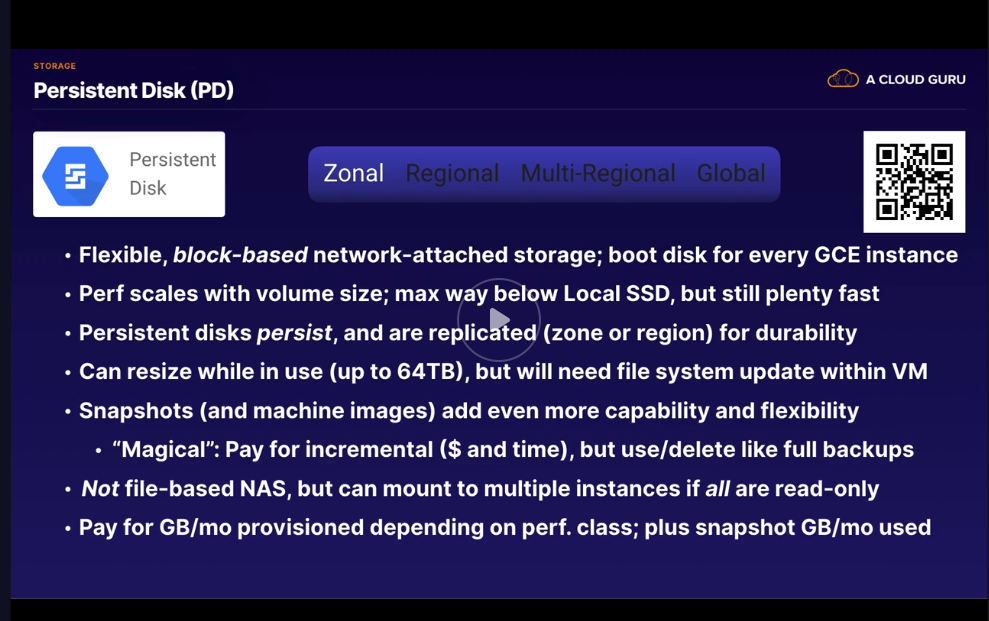 STORAGE
Persistent Disk (PD)
A CLOUD GURU
Persistent
Disk
Zonal Regional Multi-Regional Global
• Flexible, block-based network-attached storage; boot disk for every GCE instance
• Perf scales with volume size; max way below Local SSD, but still plenty fast
• Persistent disks persist, and are replicated (zone or region) for durability
• Can resize while in use (up to 64TB), but will need file system update within VM
• Snapshots (and machine images) add even more capability and flexibility
• “Magical”: Pay for incremental ($ and time), but use/delete like full backups
• Not file-based NAS, but can mount to multiple instances if all are read-only
• Pay for GB/mo provisioned depending on perf. class; plus snapshot GB/mo used